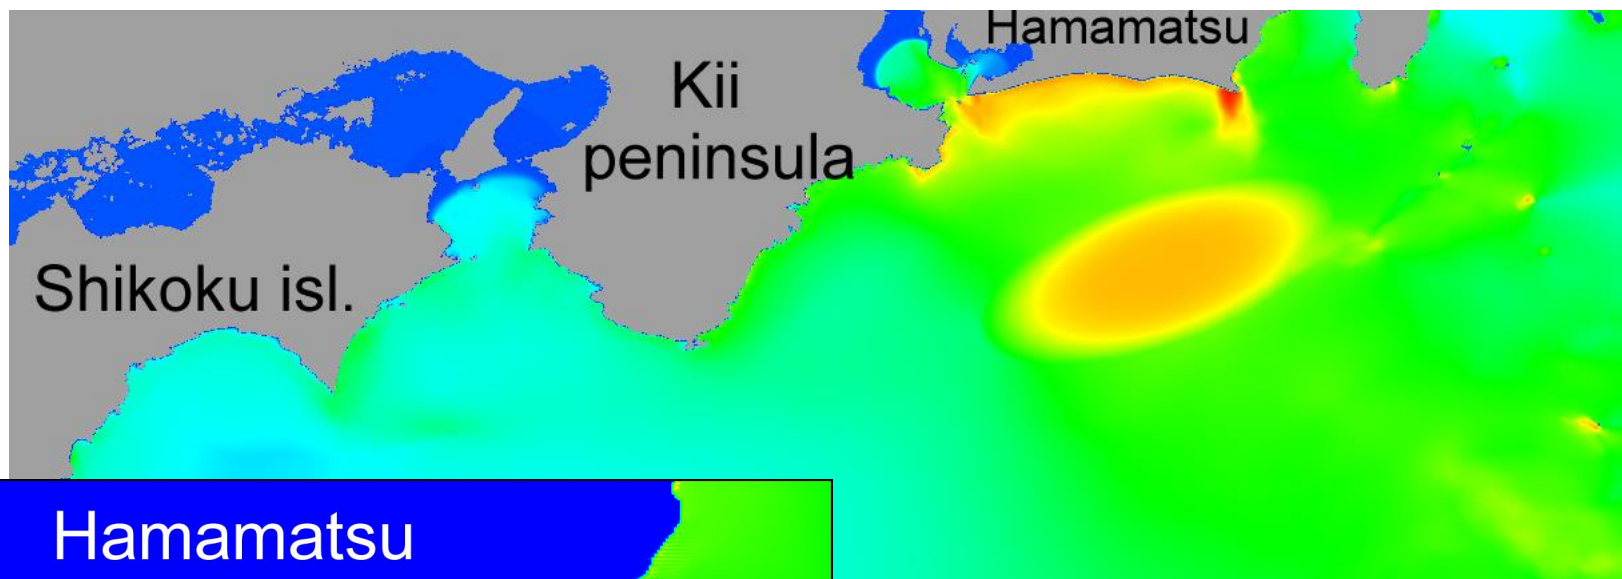 Hamamatsu
Kii
peninsula
Shikoku isl.
Hamamatsu